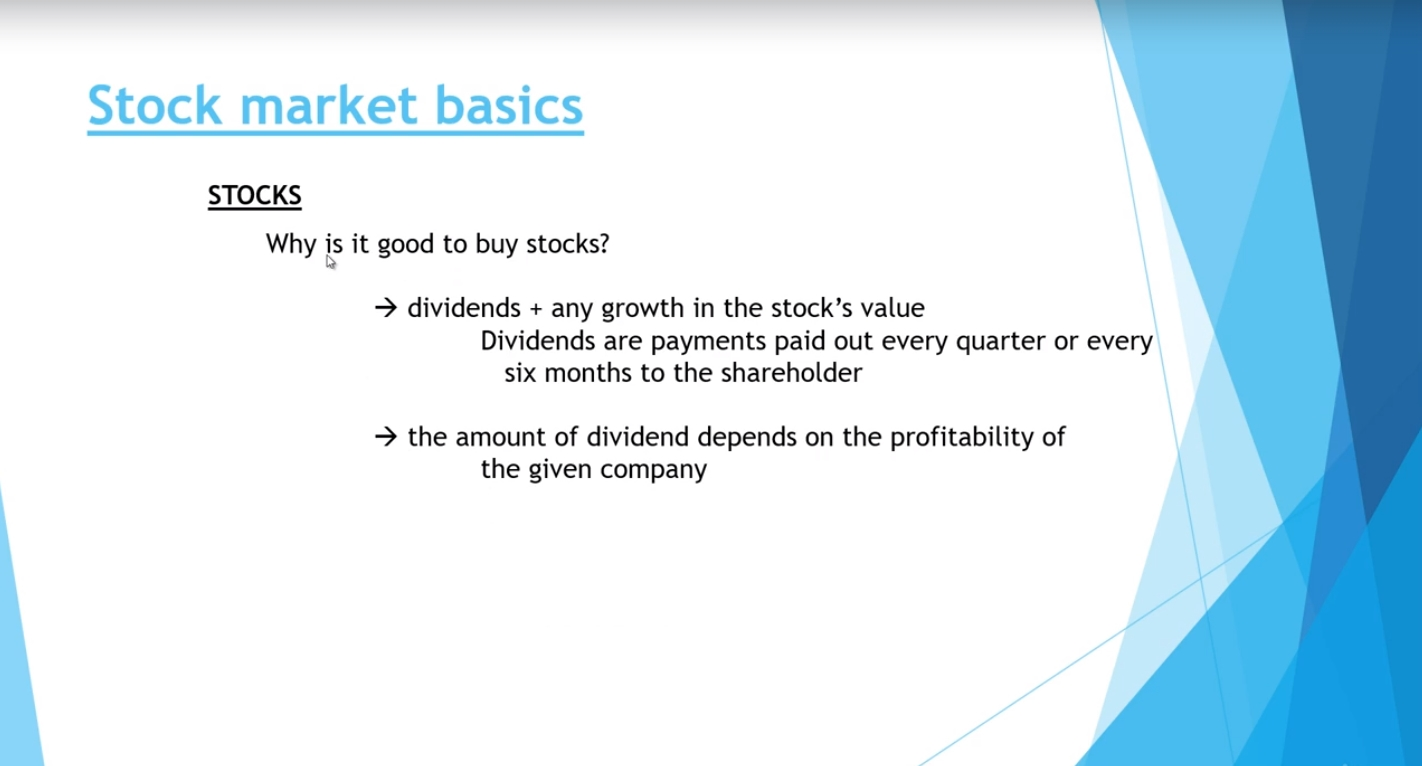 Stock market basics
STOCKS
Why is it good to buy stocks?
→ dividends + any growth in the stock's value
Dividends are payments paid out every quarter or every
six months to the shareholder
→ the amount of dividend depends on the profitability of
the given company